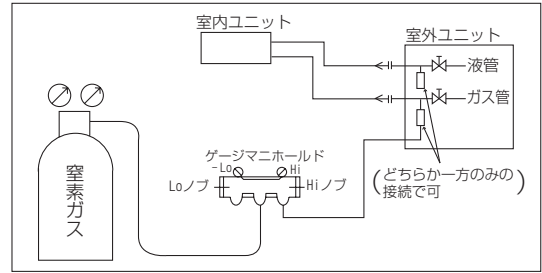 室内ユニット
室外ユニット
液管
ガス管
ゲージマニホールド
-Lo
Hi
Loノブ
Hiノブ
(どちらか一方のみの
接続で可)
窒素ガス